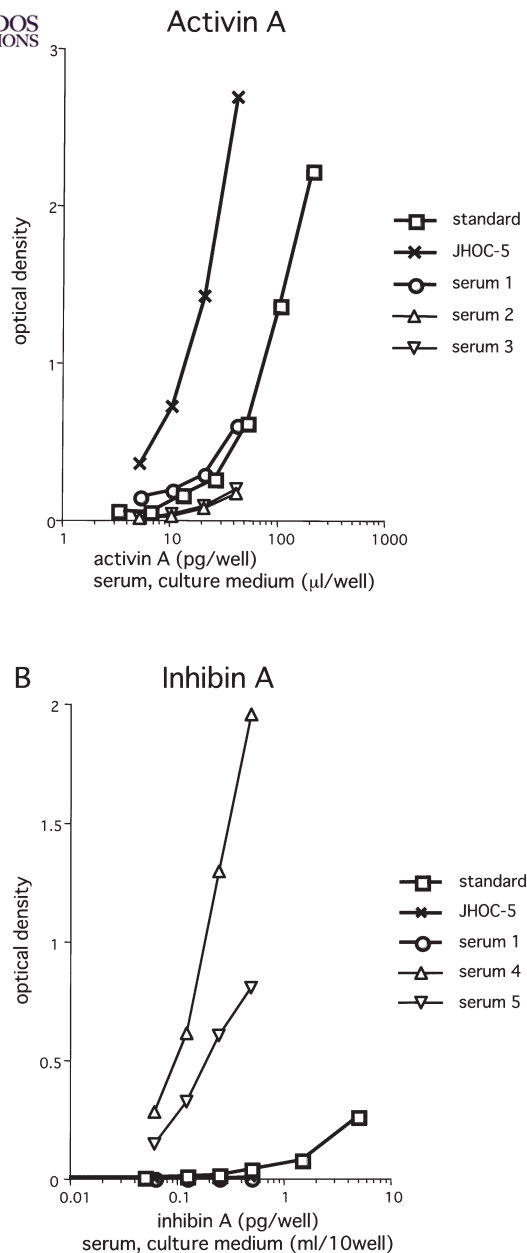 Activin A
3
2
1
0
optical density
1 10 100 1000
activin A (pg/well)
serum, culture medium (μl/well)
standard
JHOC-5
serum 1
serum 2
serum 3
B
Inhibin A
2
1.5
1
0.5
0
optical density
0.01 0.1 1 10
inhibin A (pg/well)
serum, culture medium (ml/10well)
standard
JHOC-5
serum 1
serum 4
serum 5